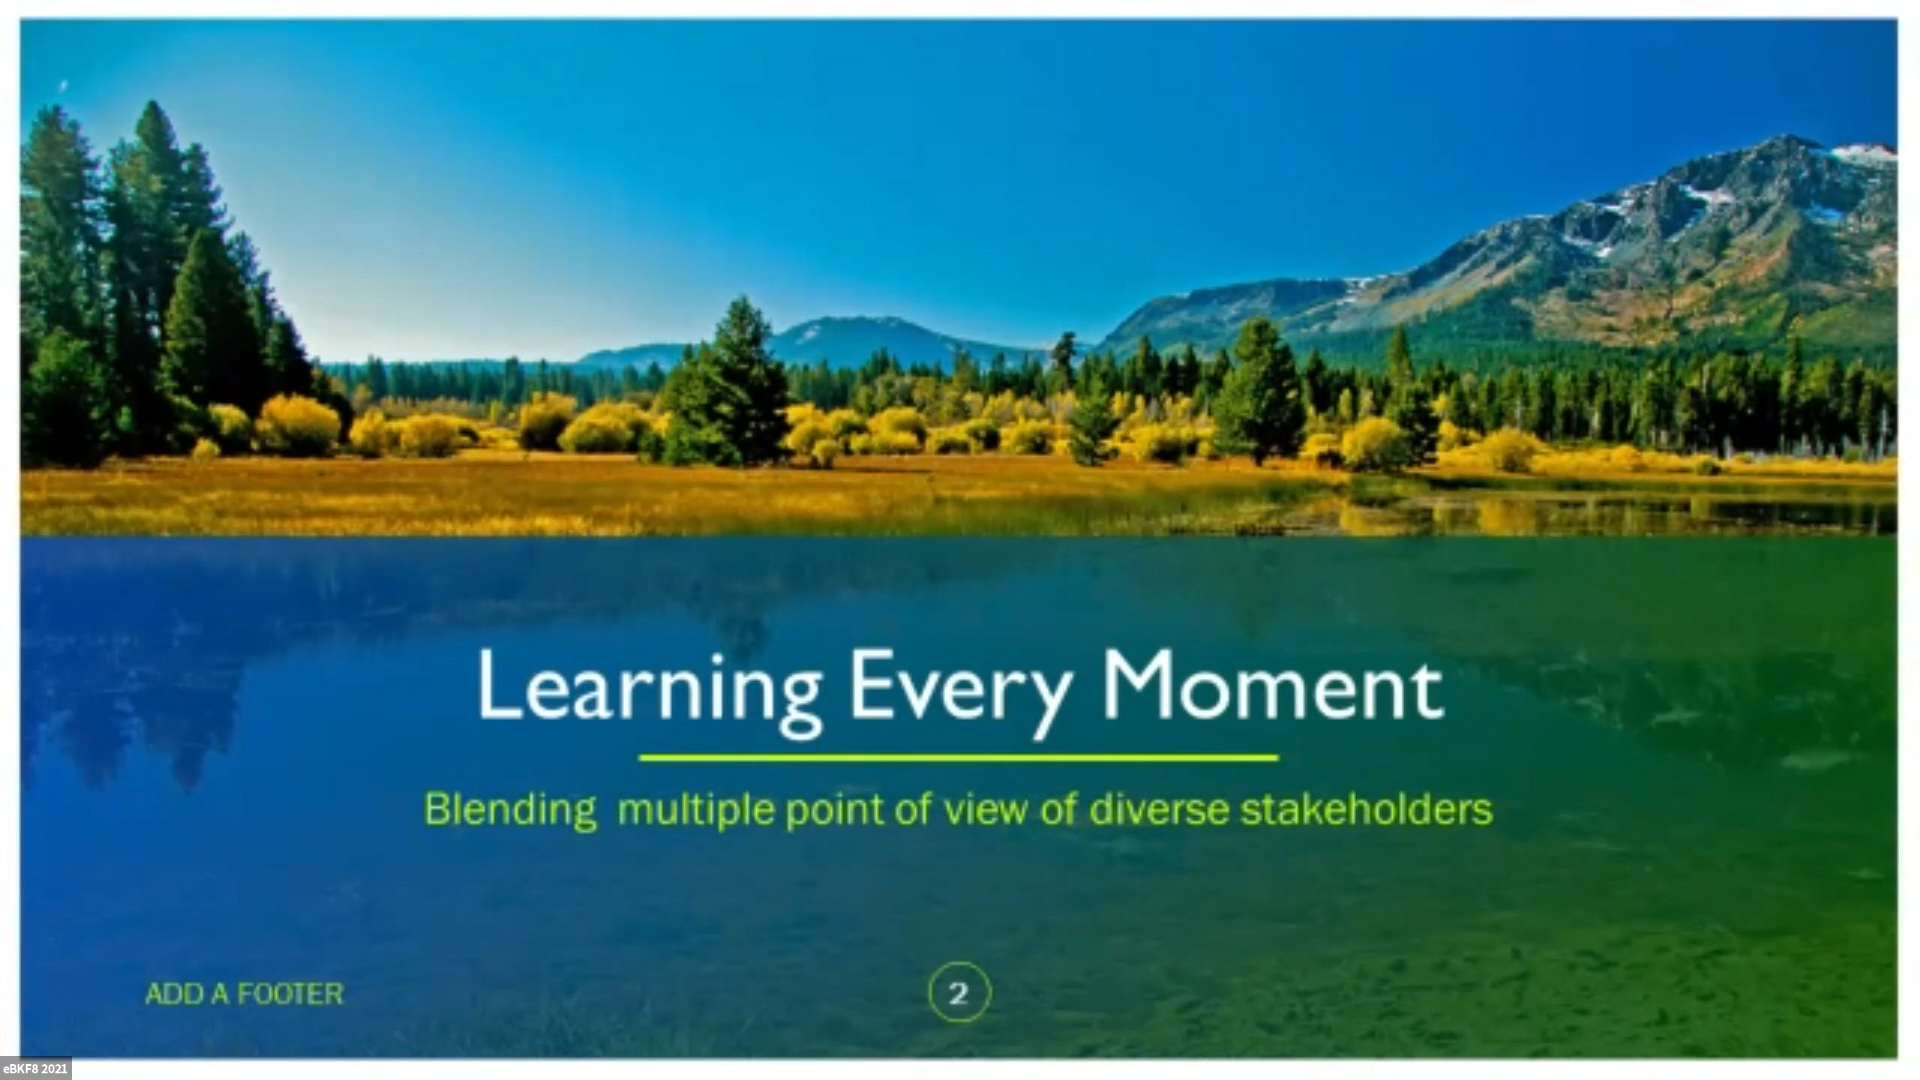 Learning Every Moment
Blending  multiple point of view of diverse stakeholders
ADD A FOOTER
2
eBKF8 2021